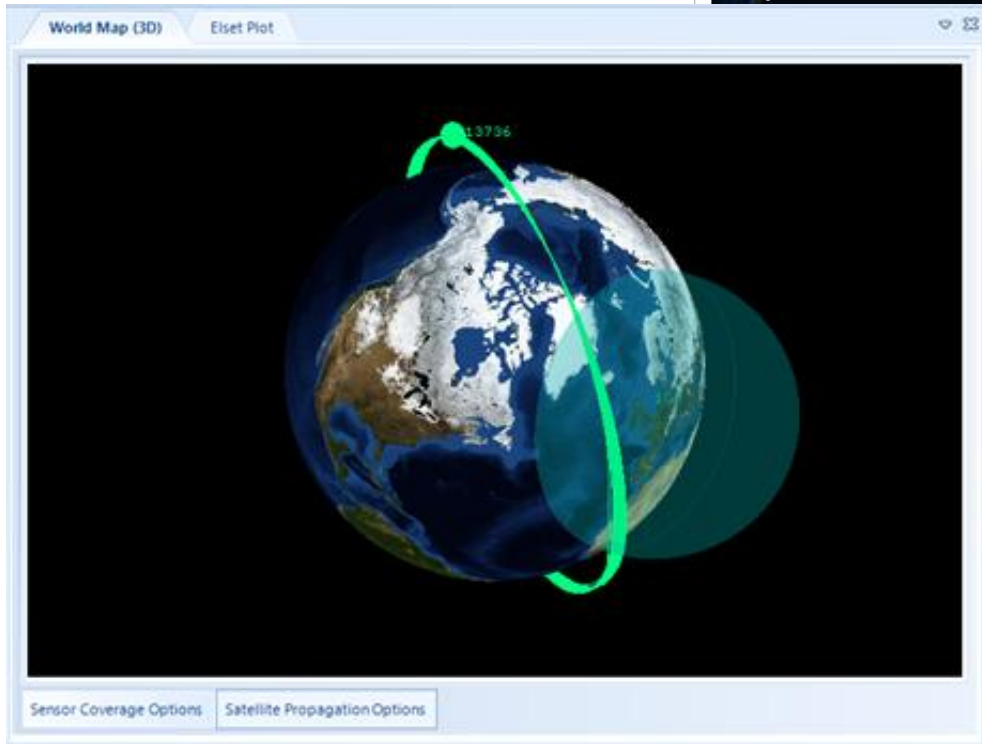 World Map (3D)
Elset Plot
13736
Sensor Coverage Options
Satellite Propagation Options